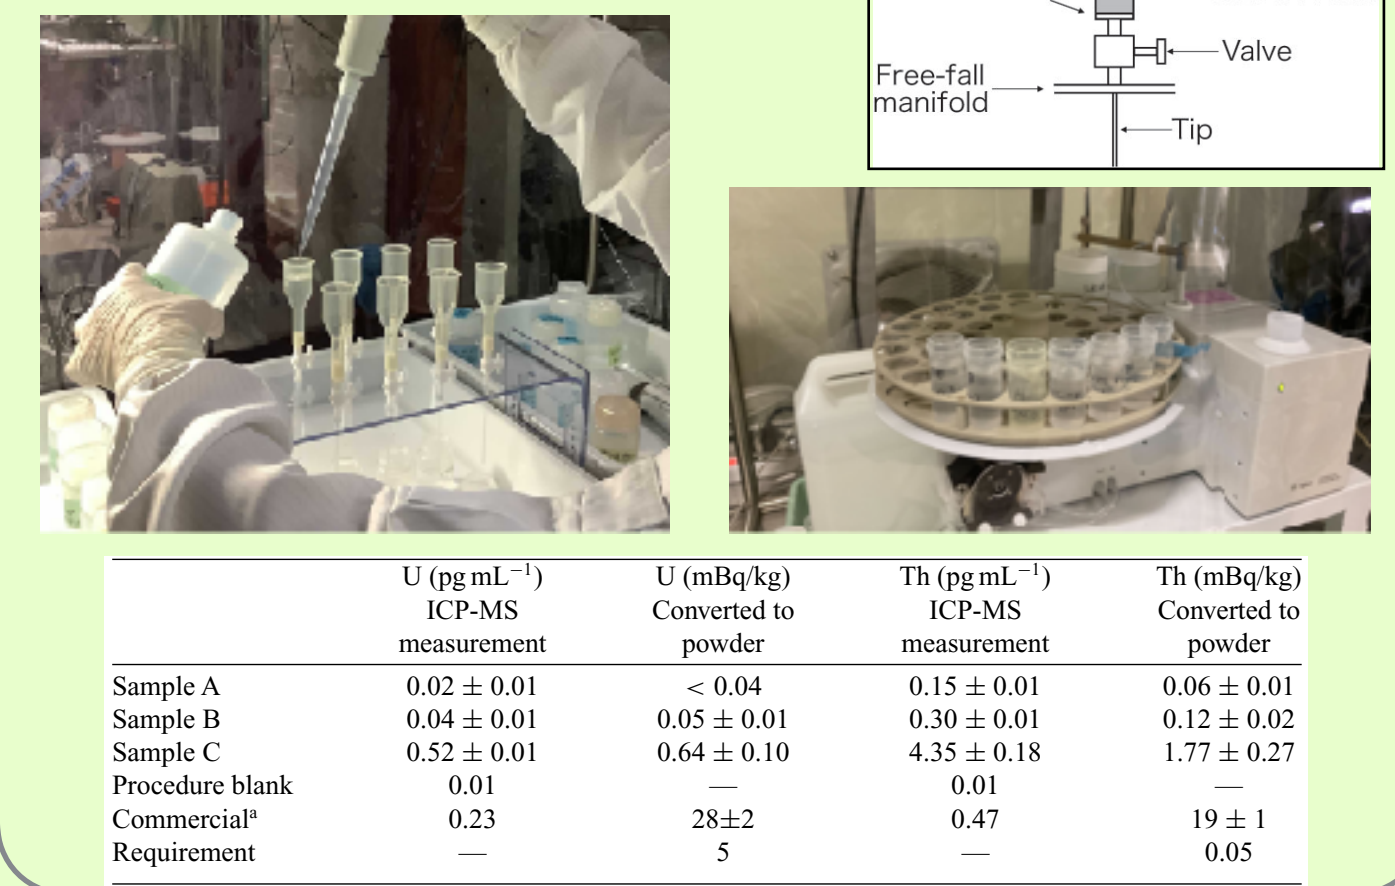 Valve
Free-fall
manifold
Tip
U (pg mL−1) U (mBq/kg) Th (pg mL−1) Th (mBq/kg)
ICP-MS Converted to ICP-MS Converted to
measurement powder measurement powder
Sample A 0.02 ± 0.01 < 0.04 0.15 ± 0.01 0.06 ± 0.01
Sample B 0.04 ± 0.01 0.05 ± 0.01 0.30 ± 0.01 0.12 ± 0.02
Sample C 0.52 ± 0.01 0.64 ± 0.10 4.35 ± 0.18 1.77 ± 0.27
Procedure blank 0.01 — 0.01 —
Commercialª 0.23 28±2 0.47 19 ± 1
Requirement — 5 — 0.05